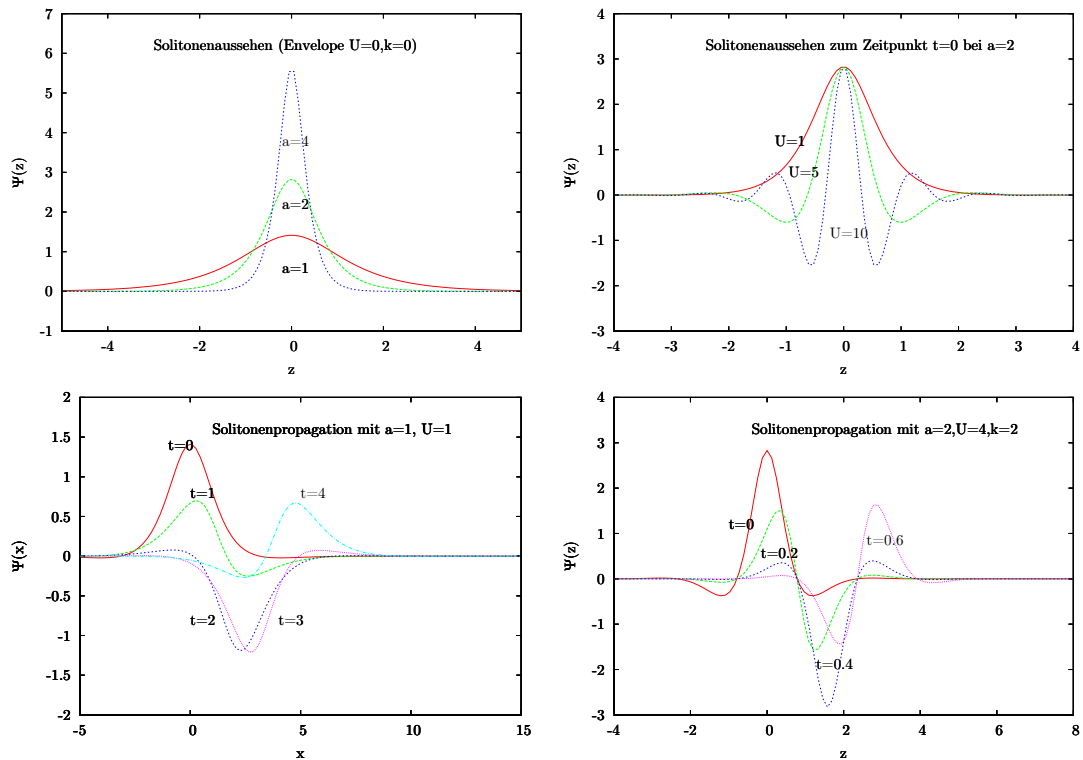 7
6
5
4
3
2
1
0
-1
Ψ(z)
Solitonenaussehen (Envelope U=0,k=0)
a=4
a=2
a=1
-4 -2 0 2 4
z
4
3
2
1
0
-1
-2
-3
Ψ(z)
Solitonenaussehen zum Zeitpunkt t=0 bei a=2
U=1
U=5
U=10
-4 -3 -2 -1 0 1 2 3 4
z
2
1.5
1
0.5
0
-0.5
-1
-1.5
-2
Ψ(x)
Solitonenpropagation mit a=1, U=1
t=0
t=1 t=4
t=2 t=3
-5 0 5 10 15
x
4
3
2
1
0
-1
-2
-3
Ψ(z)
Solitonenpropagation mit a=2,U=4,k=2
t=0
t=0.6
t=0.2
t=0.4
-4 -2 0 2 4 6 8
z